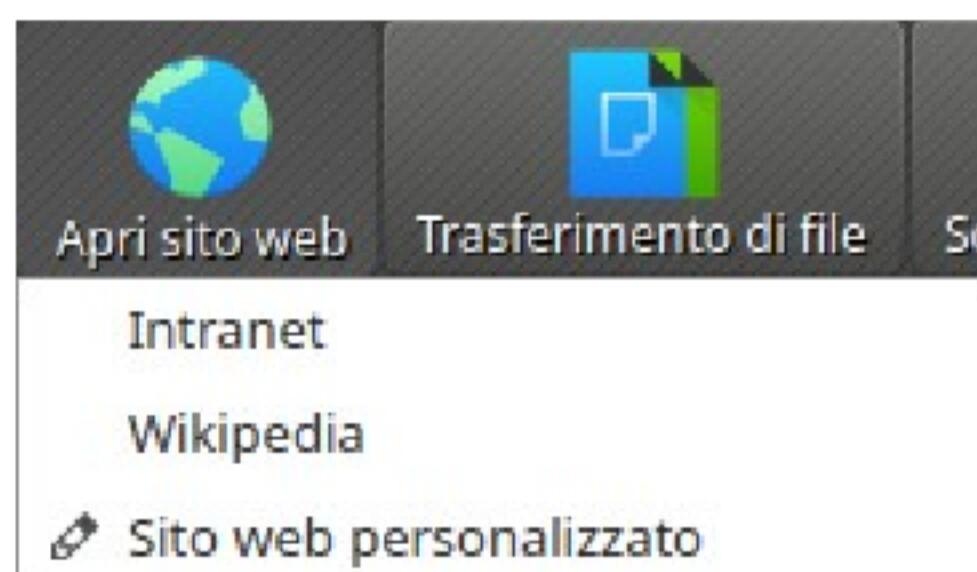 Apri sito web
Trasferimento di file
Intranet
Wikipedia
Sito web personalizzato